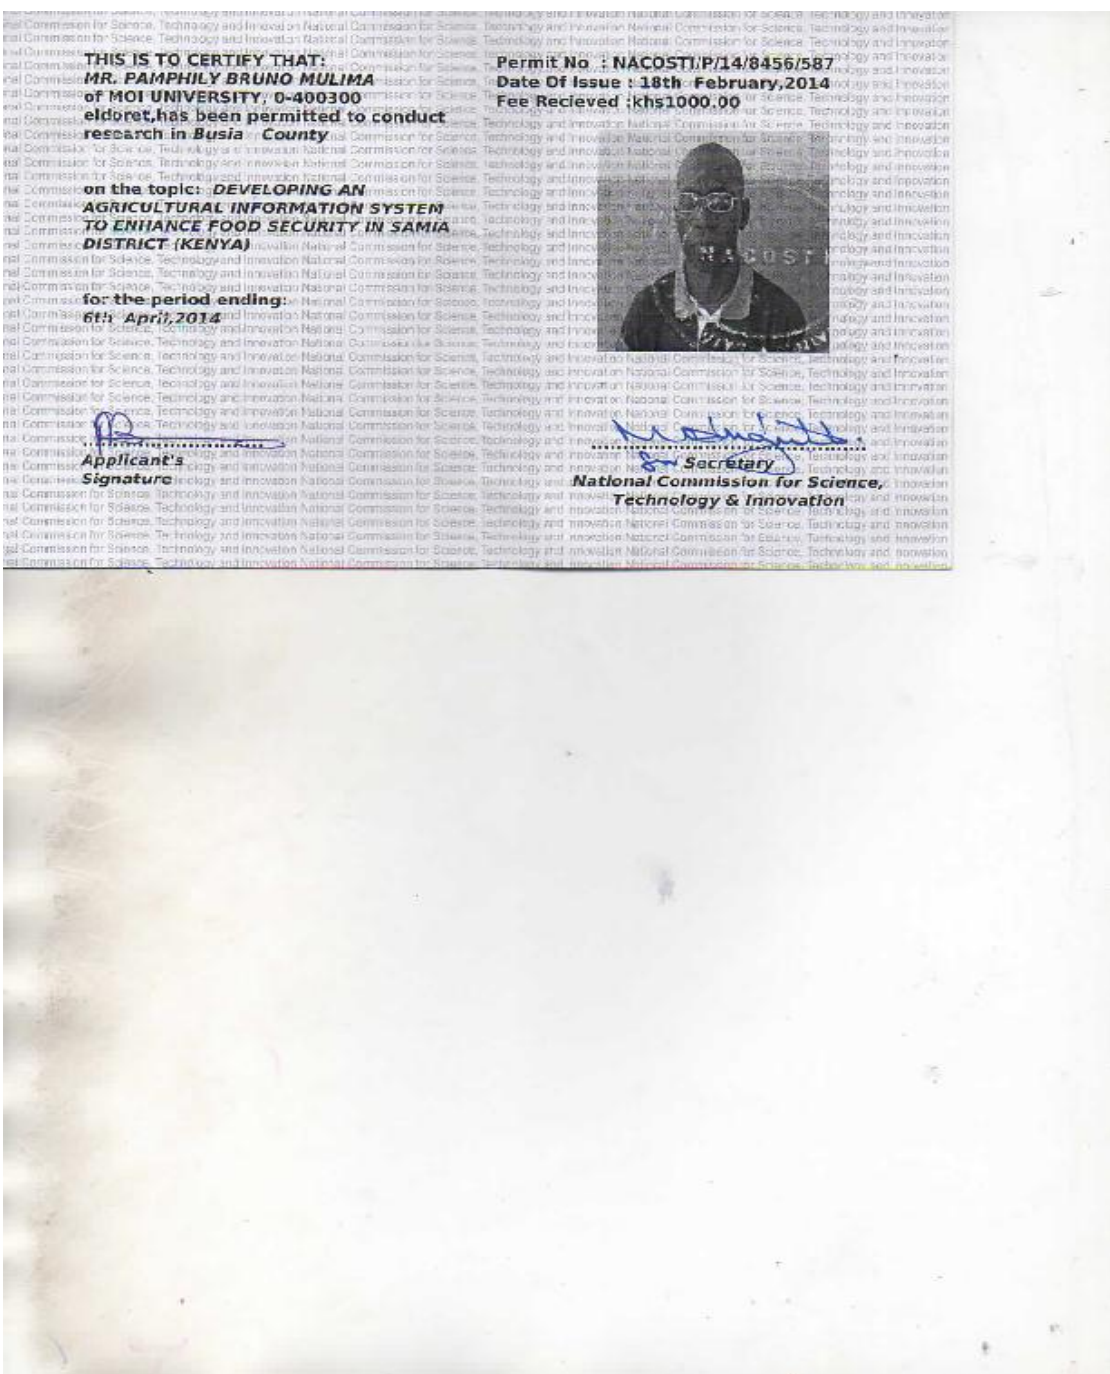 THIS IS TO CERTIFY THAT:
MR. PAMPHILY BRUNO MULIMA
of MOI UNIVERSITY, 0-400300
eldoret,has been permitted to conduct
research in Busia County
on the topic: DEVELOPING AN
AGRICULTURAL INFORMATION SYSTEM
TO ENHANCE FOOD SECURITY IN SAMIA
DISTRICT (KENYA)
for the period ending:
6th April,2014
Applicant's
Signature
Permit No : NACOSTI/P/14/8456/587
Date Of Issue : 18th February,2014
Fee Recieved :khs1000.00
NACOSTI
Secretary
National Commission for Science,
Technology & Innovation